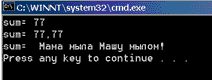 C:\WINNT\system32\cmd.exe
sum= 77
sum= 77,77
sum=  Мама мыла Машу мылом!
Press any key to continue . . .